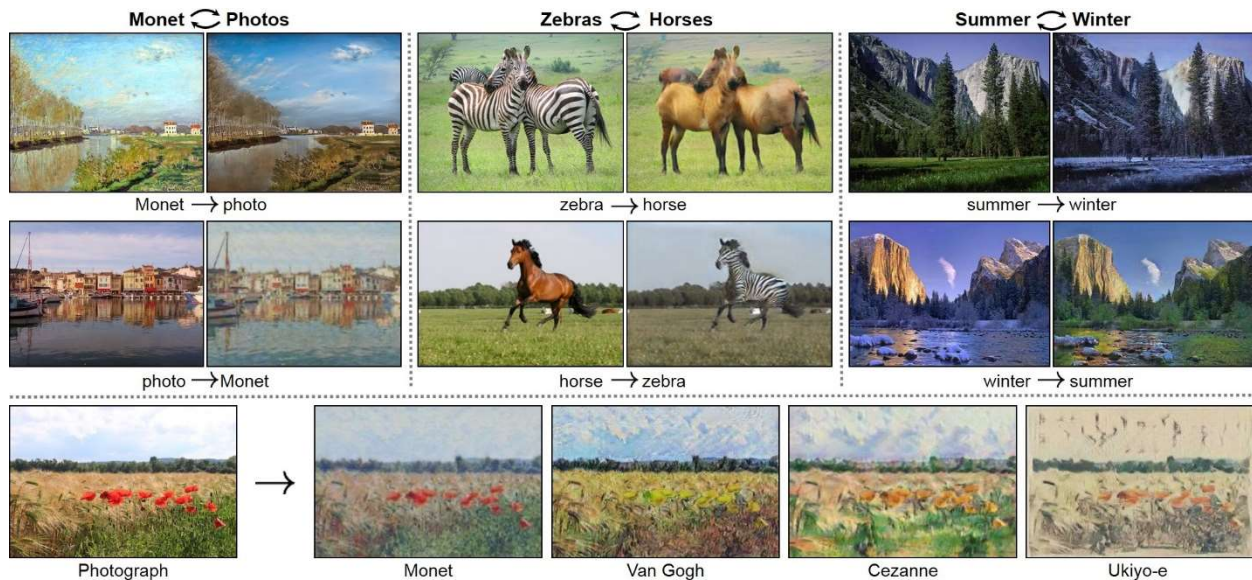 Monet Photos
Zebras Horses
Summer Winter
Monet → photo
zebra → horse
summer → winter
photo → Monet
horse → zebra
winter → summer
Photograph
Monet
Van Gogh
Cezanne
Ukiyo-e